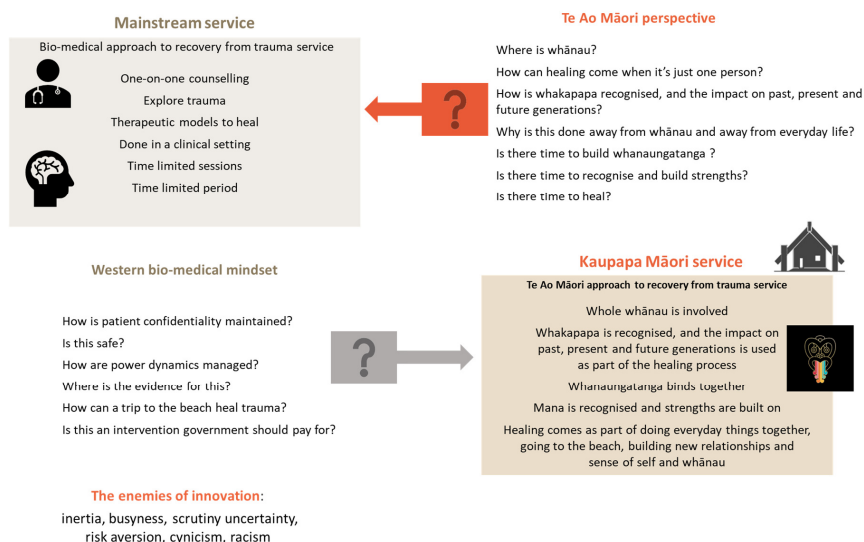 Mainstream service
Bio-medical approach to recovery from trauma service
One-on-one counselling
Explore trauma
Therapeutic models to heal
Done in a clinical setting
Time limited sessions
Time limited period
?
Te Ao Māori perspective
Where is whānau?
How can healing come when it's just one person?
How is whakapapa recognised, and the impact on past, present and
future generations?
Why is this done away from whānau and away from everyday life?
Is there time to build whanaungatanga ?
Is there time to recognise and build strengths?
Is there time to heal?
Western bio-medical mindset
How is patient confidentiality maintained?
Is this safe?
How are power dynamics managed?
Where is the evidence for this?
How can a trip to the beach heal trauma?
Is this an intervention government should pay for?
?
Kaupapa Māori service
Te Ao Māori approach to recovery from trauma service
Whole whānau is involved
Whakapapa is recognised, and the impact on
past, present and future generations is used
as part of the healing process
Whanaungatanga binds together
Mana is recognised and strengths are built on
Healing comes as part of doing everyday things together,
going to the beach, building new relationships and
sense of self and whānau
The enemies of innovation:
inertia, busyness, scrutiny uncertainty,
risk aversion, cynicism, racism